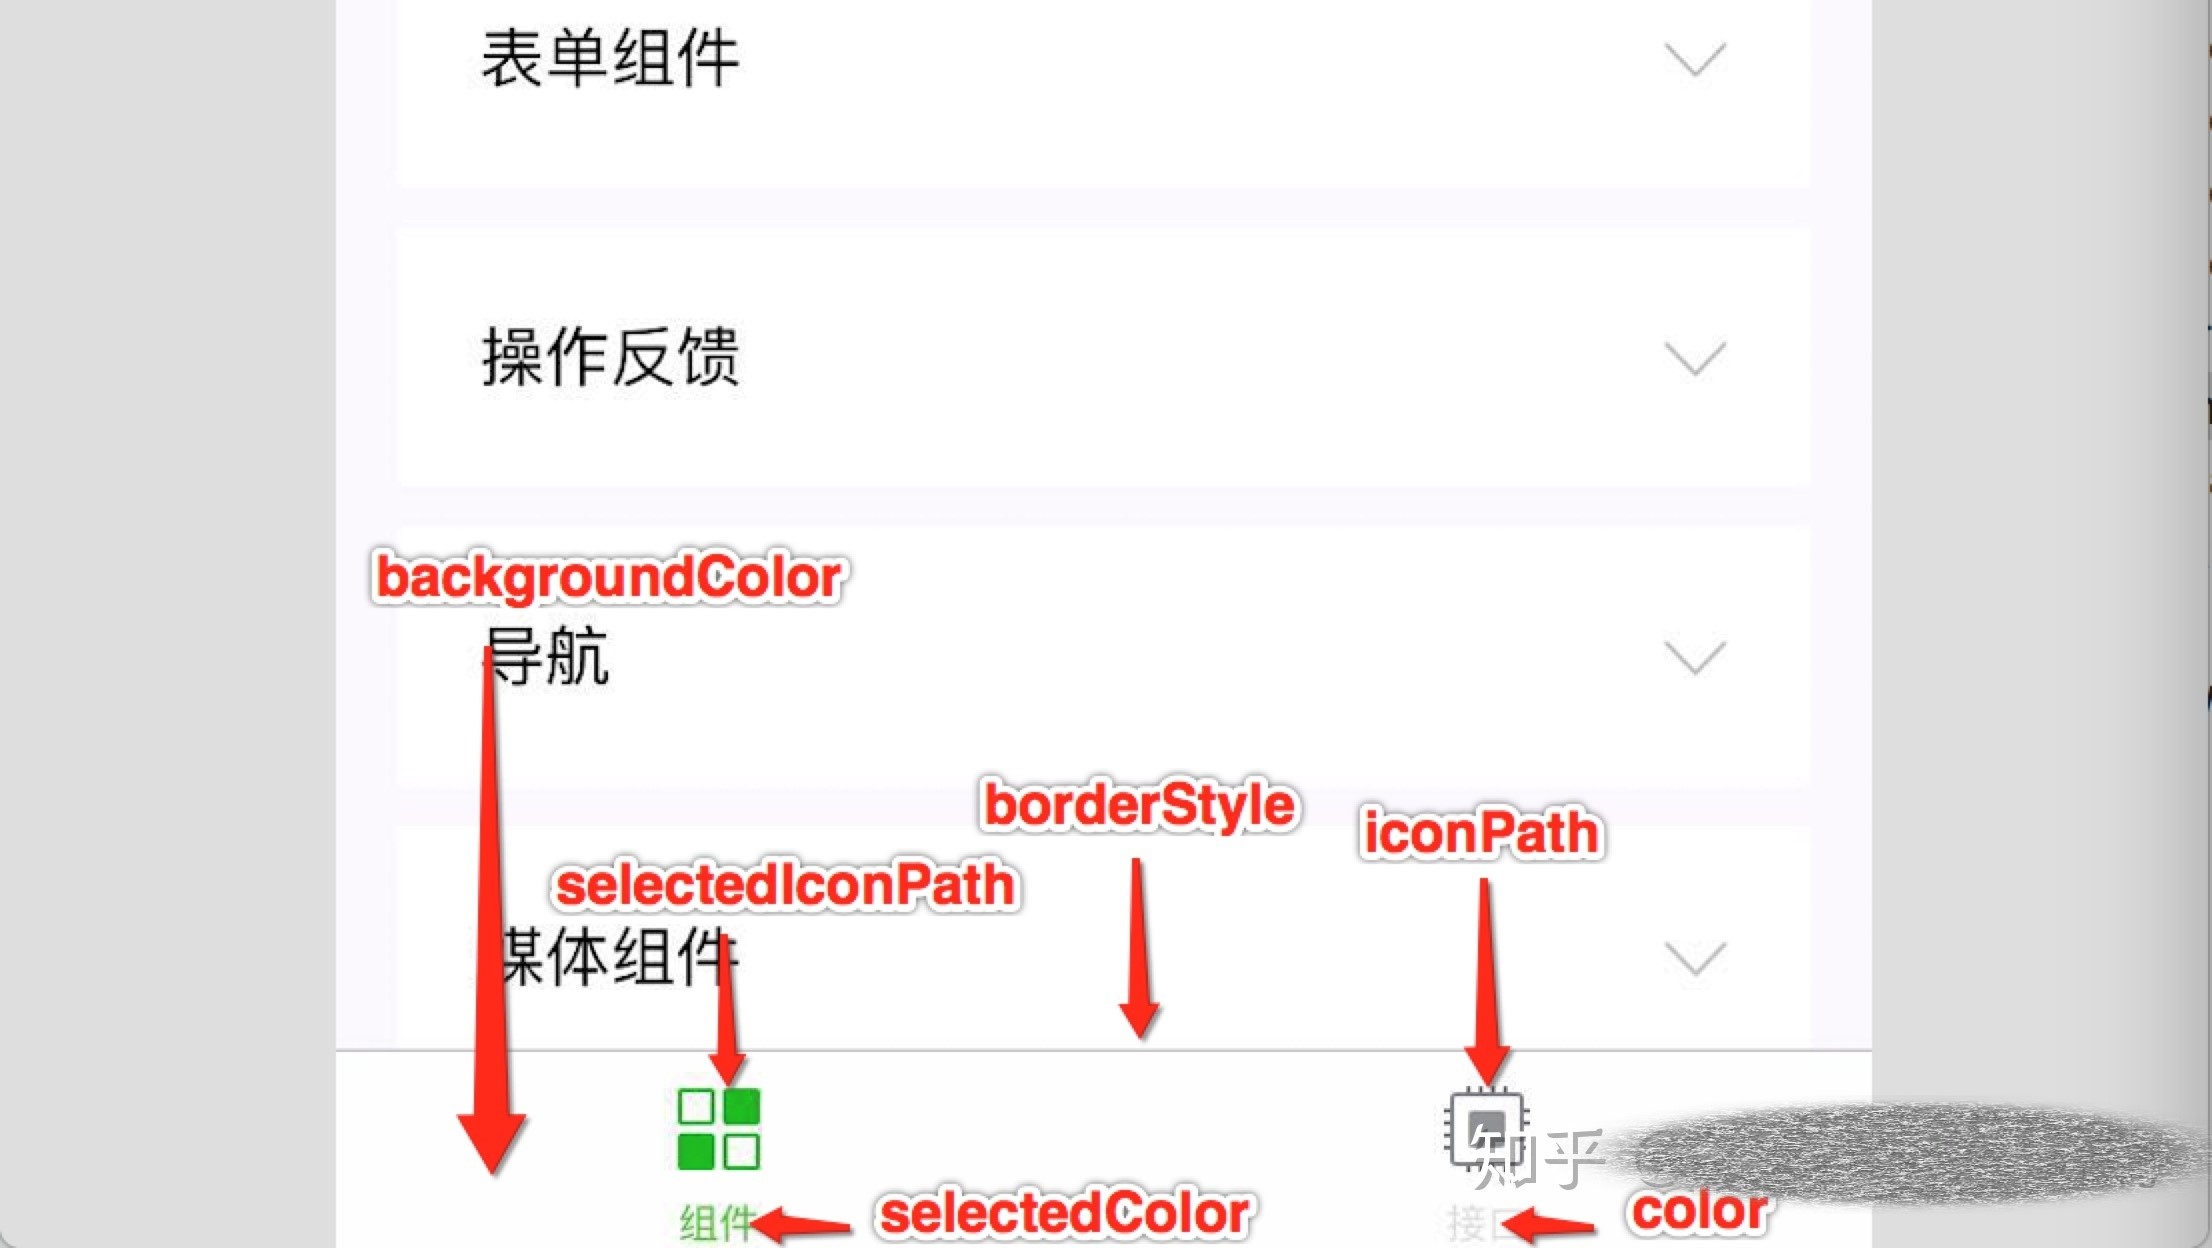 表单组件
操作反馈
backgroundColor
导航
borderStyle
iconPath
selectedIconPath
媒体组件
知乎
组件
selectedColor
接口
color